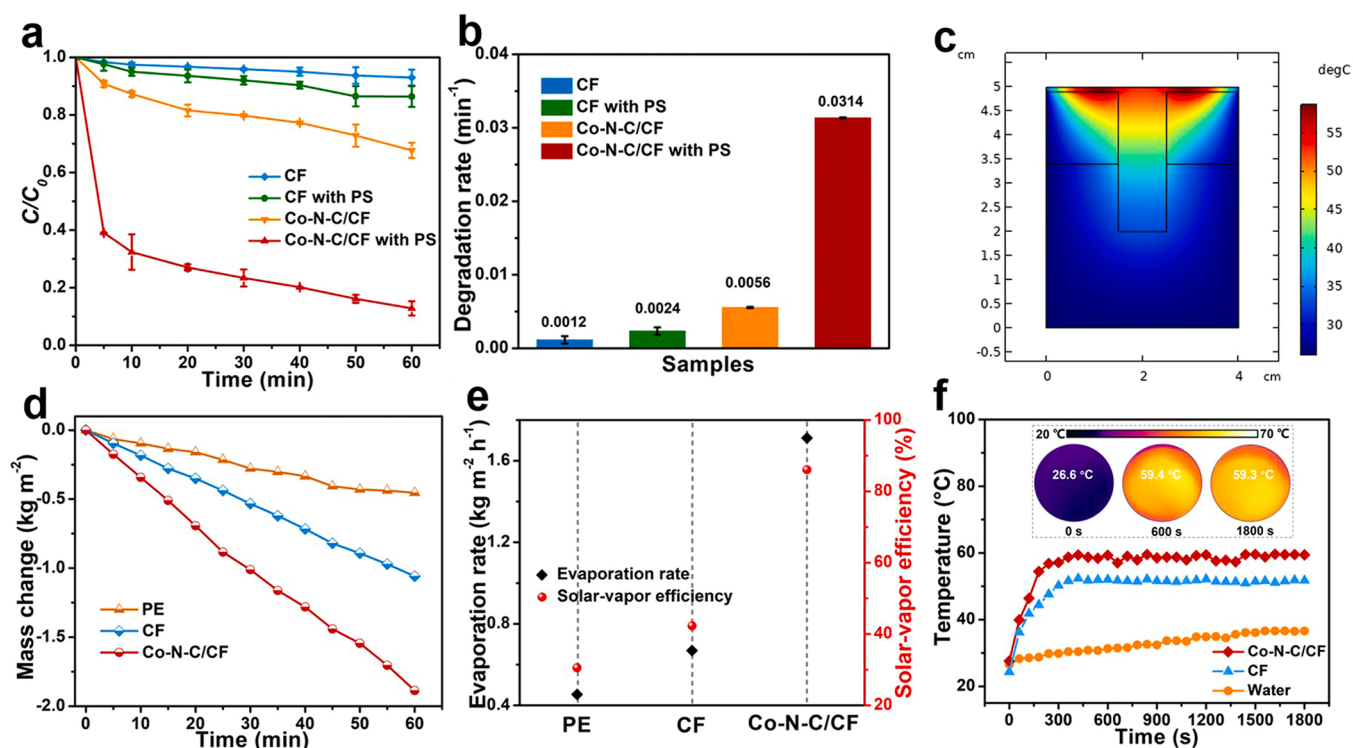 a
1.0
0.8
0.6
0.4
0.2
0.0
C/C0
CF
CF with PS
Co-N-C/CF
Co-N-C/CF with PS
0 10 20 30 40 50 60
Time (min)
b
0.04
0.03
0.02
0.01
0.00
Degradation rate (min-1)
CF
CF with PS
Co-N-C/CF
Co-N-C/CF with PS
0.0012
0.0024
0.0056
0.0314
Samples
c
cm
5.5
5
4.5
4
3.5
3
2.5
2
1.5
1
0.5
0
-0.5
0 2 4 cm
degC
55
50
45
40
35
30
d
0.0
-0.5
-1.0
-1.5
-2.0
Mass change (kg m-2)
PE
CF
Co-N-C/CF
0 10 20 30 40 50 60
Time (min)
e
1.6
1.2
0.8
0.4
Evaporation rate (kg m-2 h-1)
Evaporation rate
Solar-vapor efficiency
PE CF Co-N-C/CF
100
80
60
40
20
Solar-vapor efficiency (%)
f
100
80
60
40
20
Temperature (°C)
20 ℃ 70 ℃
26.6 °C 59.4 °C 59.3 °C
0 s 600 s 1800 s
Co-N-C/CF
CF
Water
0 300 600 900 1200 1500 1800
Time (s)